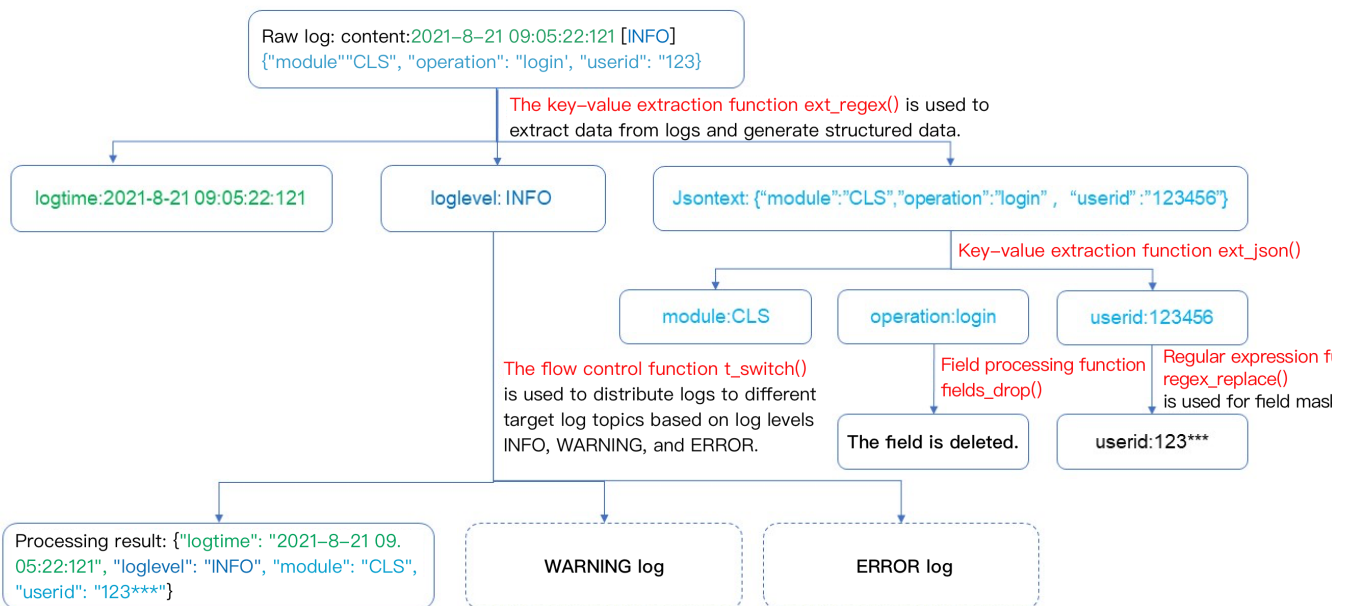 Raw log: content:2021-8-21 09:05:22:121 [INFO]
{"module""CLS", "operation": "login', "userid": "123}
The key-value extraction function ext_regex() is used to
extract data from logs and generate structured data.
logtime:2021-8-21 09:05:22:121
loglevel: INFO
Jsontext: {“module”:”CLS”,”operation”:”login” , “userid” :”123456”}
Key-value extraction function ext_json()
module:CLS
operation:login
userid:123456
The flow control function t_switch()
is used to distribute logs to different
target log topics based on log levels
INFO, WARNING, and ERROR.
Field processing function
fields_drop()
Regular expression
regex_replace()
is used for field
The field is deleted.
userid:123***
Processing result: {"logtime": "2021-8-21 09.
05:22:121", "loglevel": "INFO", "module": "CLS",
"userid": "123***"}
WARNING log
ERROR log